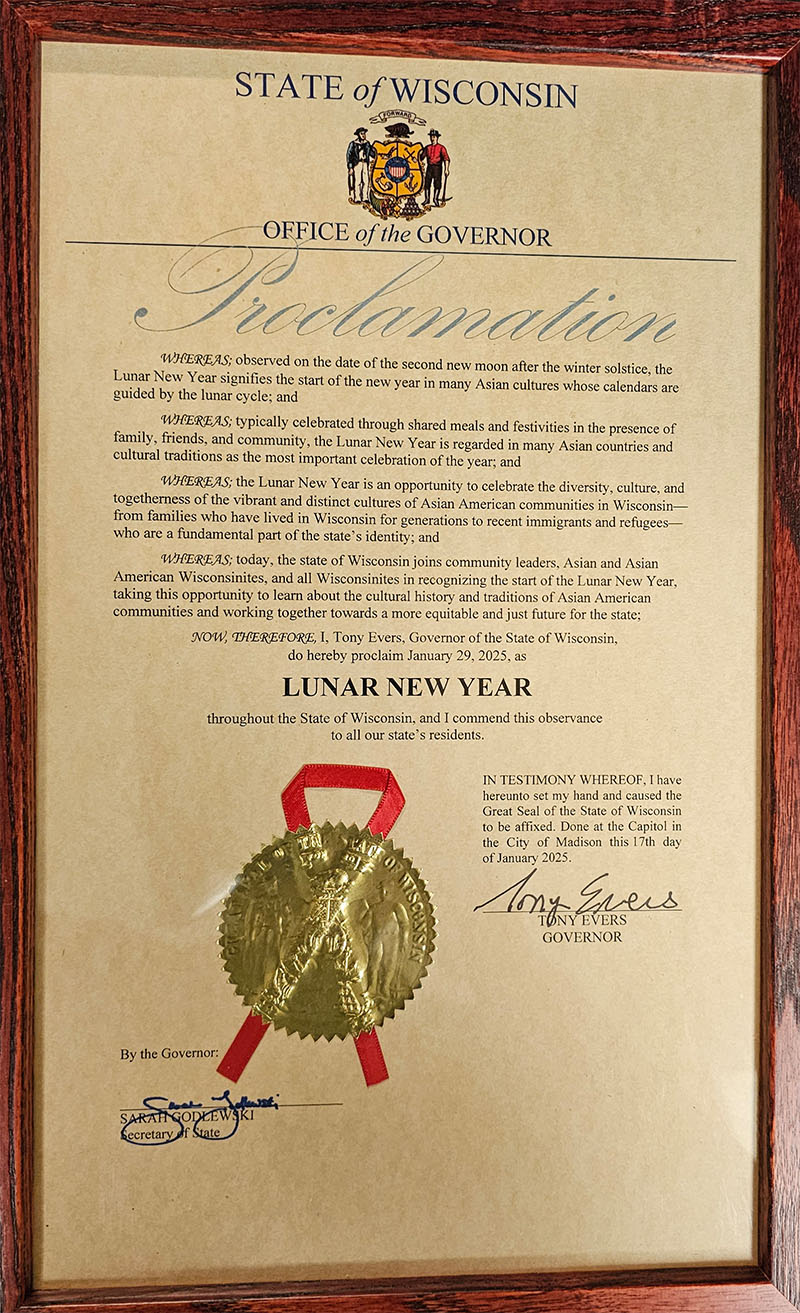 STATE of WISCONSIN
FORWARD
OFFICE of the GOVERNOR
Proclamation
WHEREAS; observed on the date of the second new moon after the winter solstice, the
Lunar New Year signifies the start of the new year in many Asian cultures whose calendars are
guided by the lunar cycle; and
WHEREAS; typically celebrated through shared meals and festivities in the presence of
family, friends, and community, the Lunar New Year is regarded in many Asian countries and
cultural traditions as the most important celebration of the year; and
WHEREAS; the Lunar New Year is an opportunity to celebrate the diversity, culture, and
togetherness of the vibrant and distinct cultures of Asian American communities in Wisconsin—
from families who have lived in Wisconsin for generations to recent immigrants and refugees—
who are a fundamental part of the state's identity; and
WHEREAS; today, the state of Wisconsin joins community leaders, Asian and Asian
American Wisconsinites, and all Wisconsinites in recognizing the start of the Lunar New Year,
taking this opportunity to learn about the cultural history and traditions of Asian American
communities and working together towards a more equitable and just future for the state;
NOW, THEREFORE, I, Tony Evers, Governor of the State of Wisconsin,
do hereby proclaim January 29, 2025, as
LUNAR NEW YEAR
throughout the State of Wisconsin, and I commend this observance
to all our state's residents.
IN TESTIMONY WHEREOF, I have
hereunto set my hand and caused the
Great Seal of the State of Wisconsin
to be affixed. Done at the Capitol in
the City of Madison this 17th day
of January 2025.
Tony Evers
TONY EVERS
GOVERNOR
OF WISCONSIN
By the Governor:
Sarah Godlewski
SARAH GODLEWSKI
Secretary of State